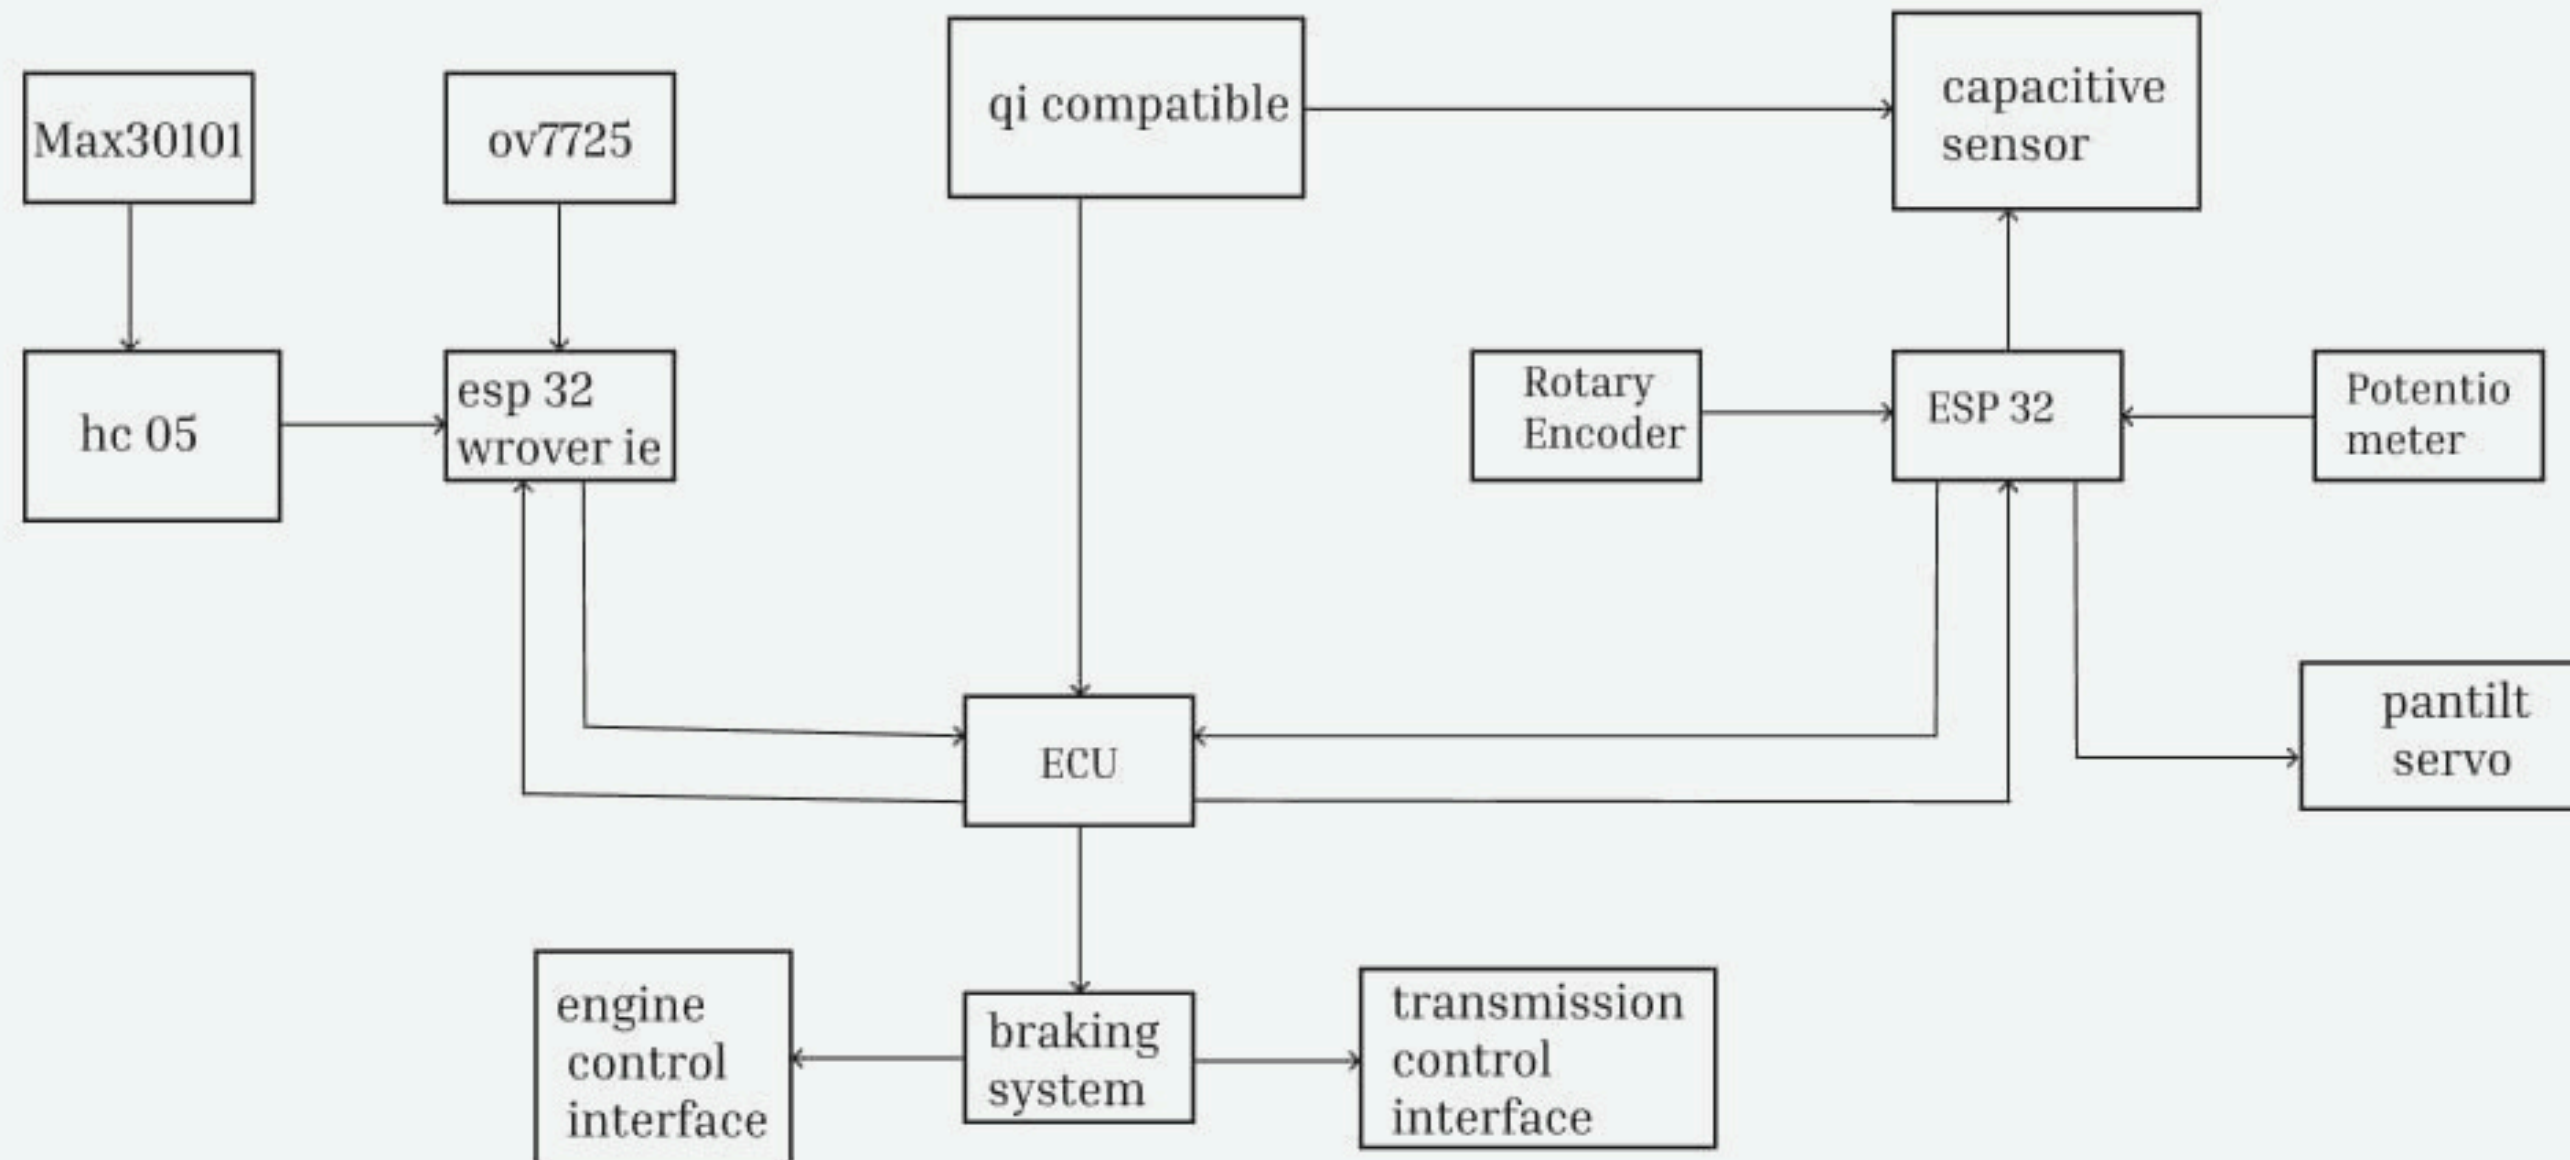 Max30101
ov7725
qi compatible
capacitive
sensor
hc 05
esp 32
wrover ie
Rotary
Encoder
ESP 32
Potentio
meter
ECU
pantilt
servo
engine
control
interface
braking
system
transmission
control
interface